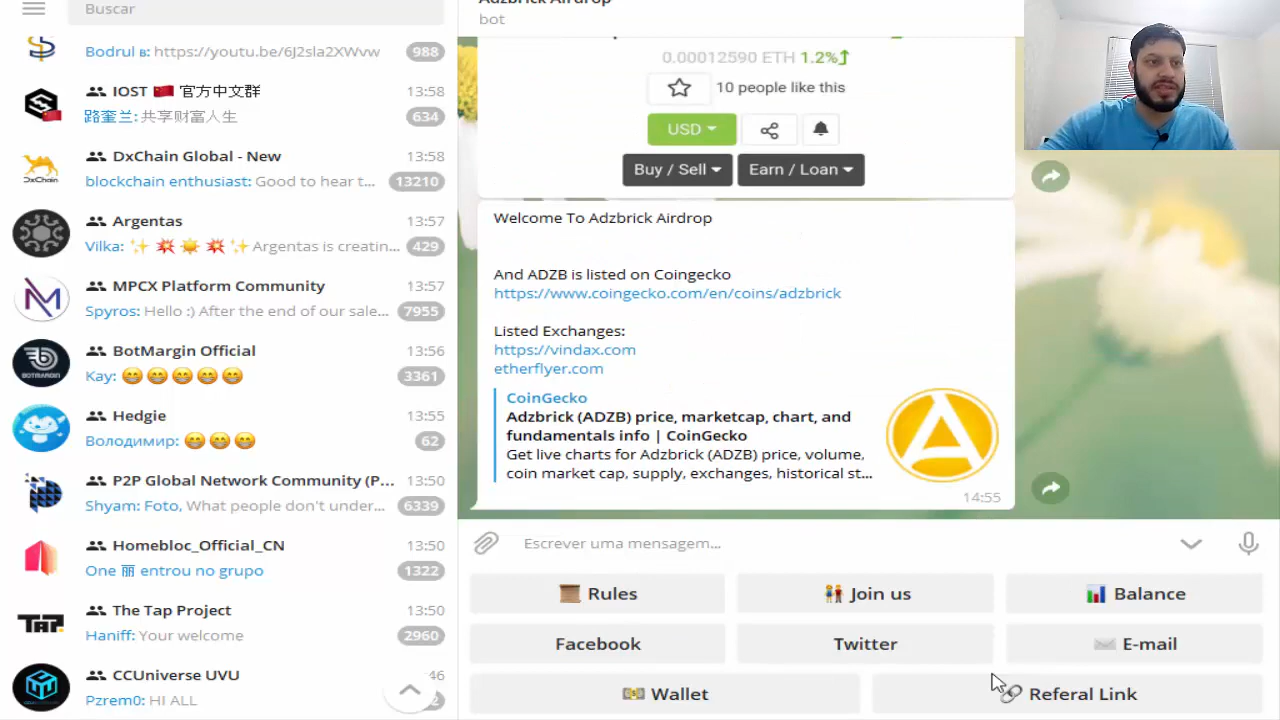 Buscar
Bodrul в: https://youtu.be/6J2sla2XWvw 988
IOST 🇨🇳 官方中文群 13:58
路奎兰: 共享财富人生 634
DxChain Global - New 13:58
blockchain enthusiast: Good to hear t... 13210
DxChain
Argentas 13:57
Vilka: ✨ 💥 ☀️ 💥 ✨Argentas is creatin... 429
MPCX Platform Community 13:57
Spyros: Hello :) After the end of our sale... 7955
BotMargin Official 13:56
Kay: 😁😁😁😁😁 3361
BOTMARGIN
Hedgie 13:55
Володимир: 😁😁😁 62
P2P Global Network Community (P... 13:50
Shyam: Foto, What people don't under... 6339
Homebloc_Official_CN 13:50
One 丽 entrou no grupo 1322
The Tap Project 13:50
TAP
Haniff: Your welcome 2960
CCUniverse UVU 46
Pzrem0: HI ALL
Adzbrick Airdrop
bot
0.00012590 ETH 1.2%
10 people like this
USD
Buy / Sell Earn / Loan
Welcome To Adzbrick Airdrop
And ADZB is listed on Coingecko
https://www.coingecko.com/en/coins/adzbrick
Listed Exchanges:
https://vindax.com
etherflyer.com
CoinGecko
Adzbrick (ADZB) price, marketcap, chart, and
fundamentals info | CoinGecko
Get live charts for Adzbrick (ADZB) price, volume,
coin market cap, supply, exchanges, historical st...
14:55
Escrever uma mensagem...
Rules Join us Balance
Facebook Twitter E-mail
Wallet Referal Link